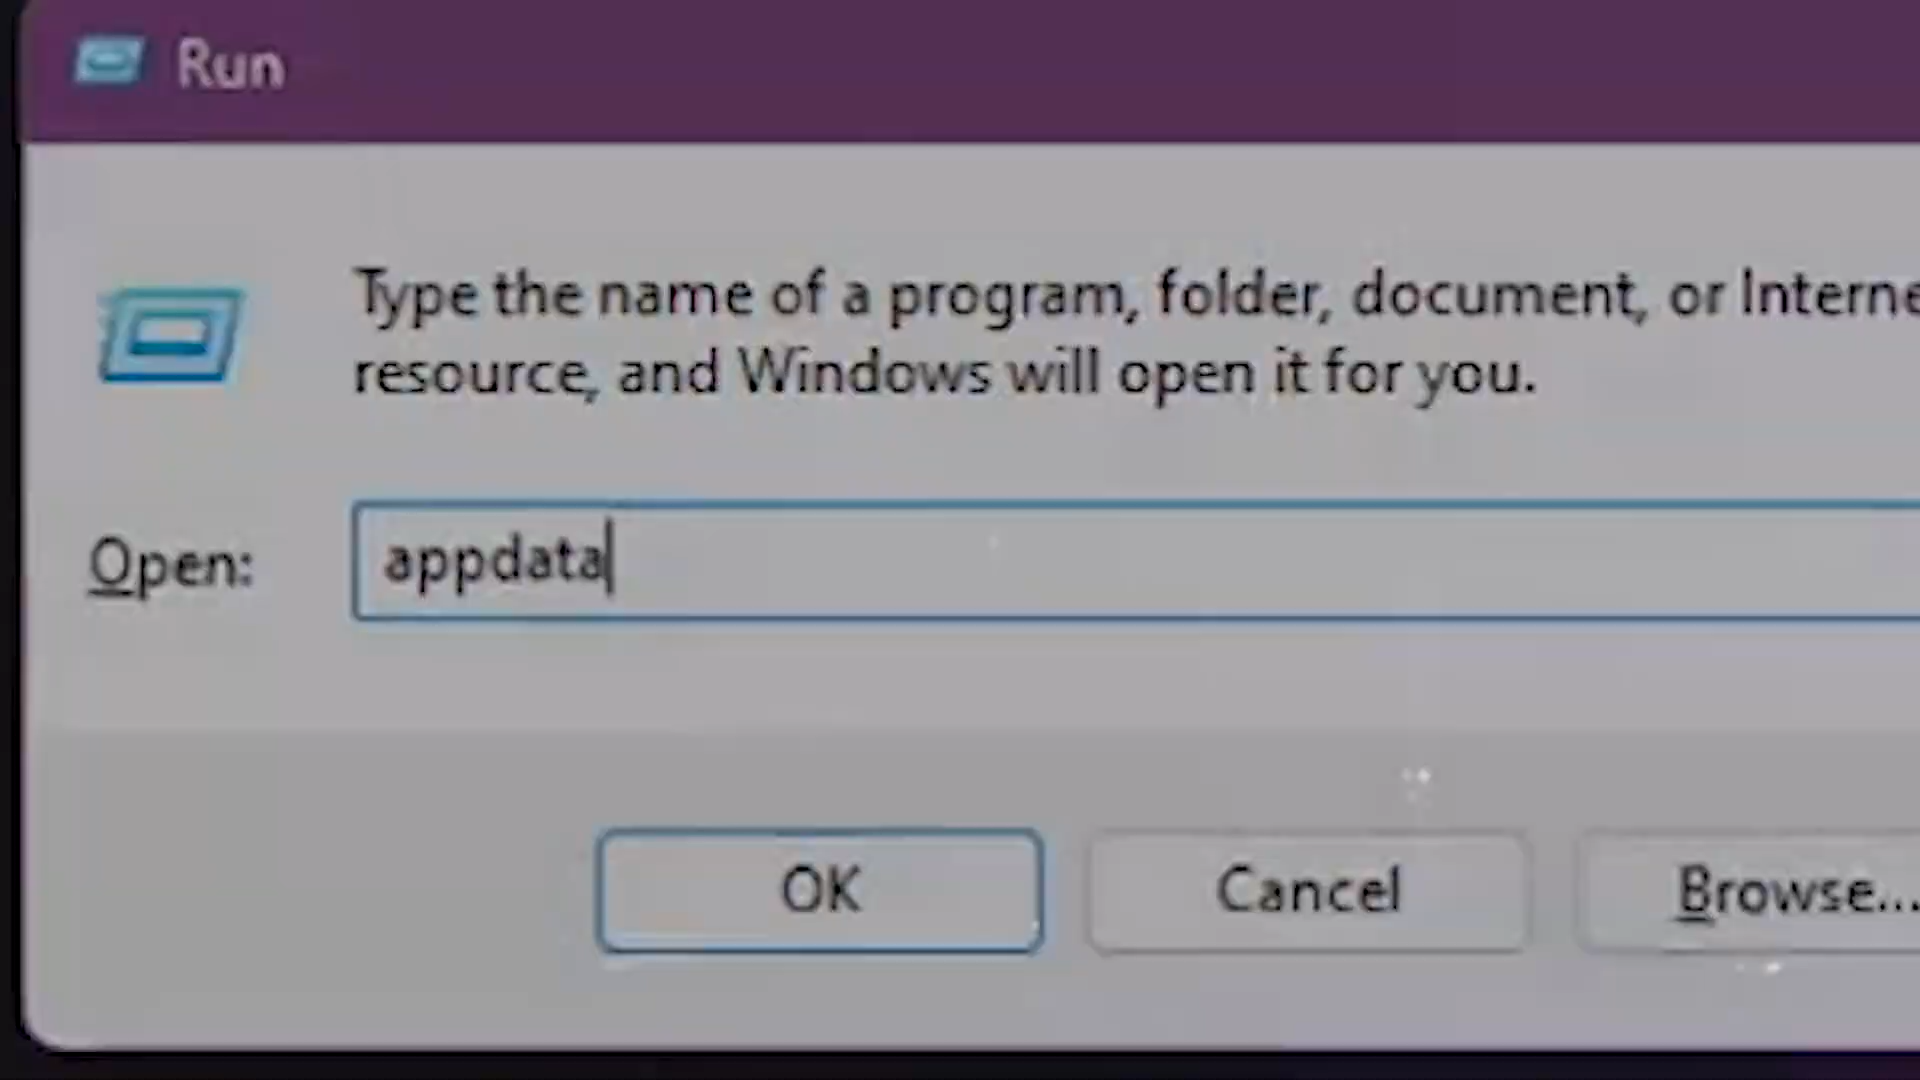 Run
Type the name of a program, folder, document, or Interne
resource, and Windows will open it for you.
Open:
appdata
OK
Cancel
Browse...